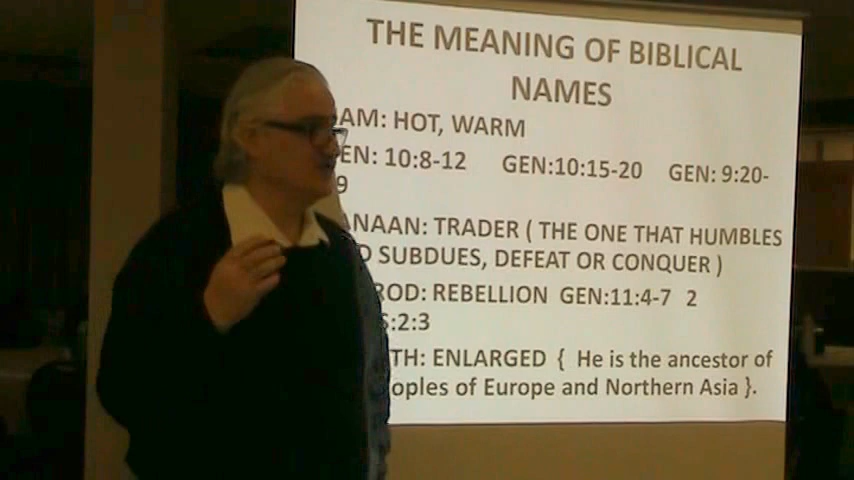 THE MEANING OF BIBLICAL
NAMES
AM: HOT, WARM
EN: 10:8-12 GEN:10:15-20 GEN: 9:20-
9
ANAAN: TRADER ( THE ONE THAT HUMBLES
D SUBDUES, DEFEAT OR CONQUER )
ROD: REBELLION GEN:11:4-7 2
:2:3
TH: ENLARGED { He is the ancestor of
oples of Europe and Northern Asia }.